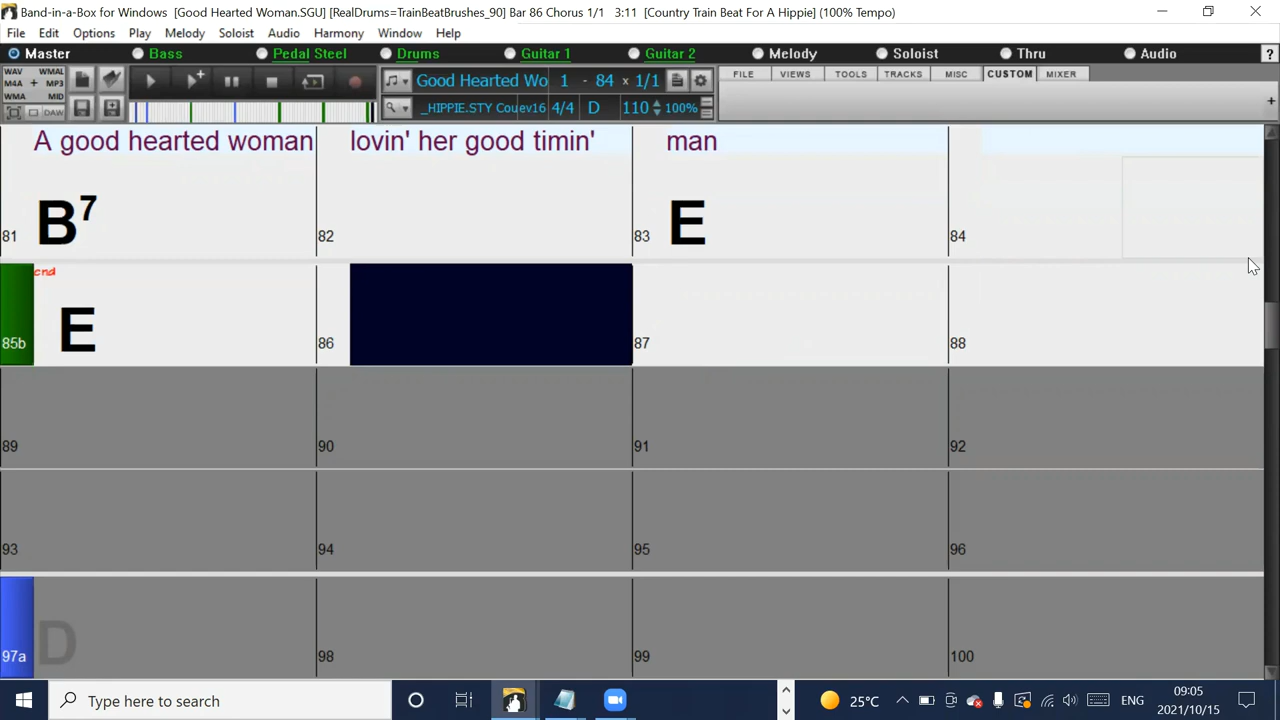 Band-in-a-Box for Windows [Good Hearted Woman.SGU] [RealDrums=TrainBeatBrushes_90] Bar 86 Chorus 1/1 3:11 [Country Train Beat For A Hippie] (100% Tempo)
File Edit Options Play Melody Soloist Audio Harmony Window Help
Master Bass Pedal Steel Drums Guitar 1 Guitar 2 Melody Soloist Thru Audio ?
WAV WMAL
M4A + MP3
WMA MID
DAW
Good Hearted Wo 1 - 84 x 1/1
_HIPPIE.STY Couev16 4/4 D 110 100%
FILE VIEWS TOOLS TRACKS MISC CUSTOM MIXER
+
A good hearted woman lovin' her good timin' man
B7 E
81 82 83 84
end
E
85b 86 87 88
89 90 91 92
93 94 95 96
D
97a 98 99 100
Type here to search
25°C
ENG
09:05
2021/10/15